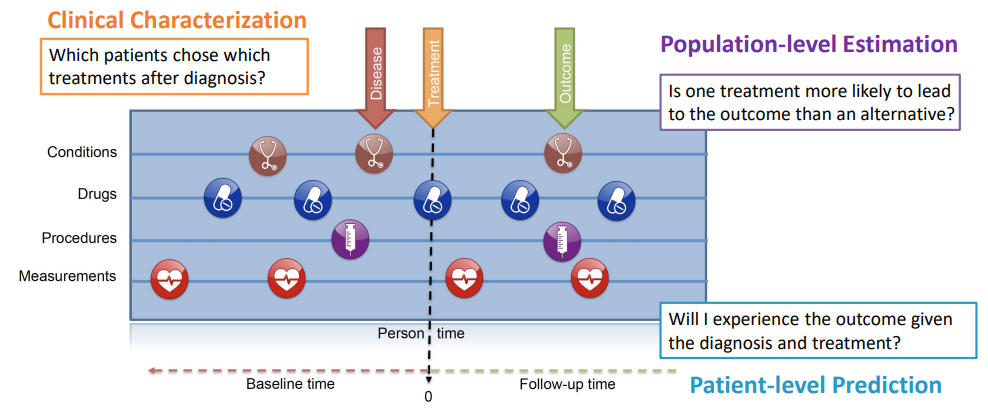 Clinical Characterization
Which patients chose which
treatments after diagnosis?
Disease
Treatment
Outcome
Population-level Estimation
Is one treatment more likely to lead
to the outcome than an alternative?
Conditions
Drugs
Procedures
Measurements
Person time
Will I experience the outcome given
the diagnosis and treatment?
Baseline time
0
Follow-up time
Patient-level Prediction